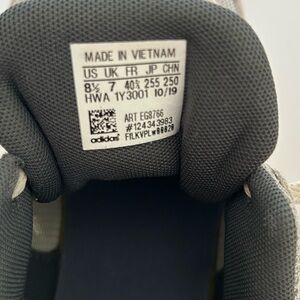 MADE IN VIETNAM
US UK FR JP CHN
8½ 7 40⅔ 255 250
HWA 1Y3001 10/19
ART EG8766
#124343983
adidas